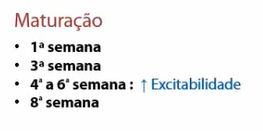 Maturação
• 1ª semana
• 3ª semana
• 4ª a 6ª semana : ↑ Excitabilidade
• 8ª semana